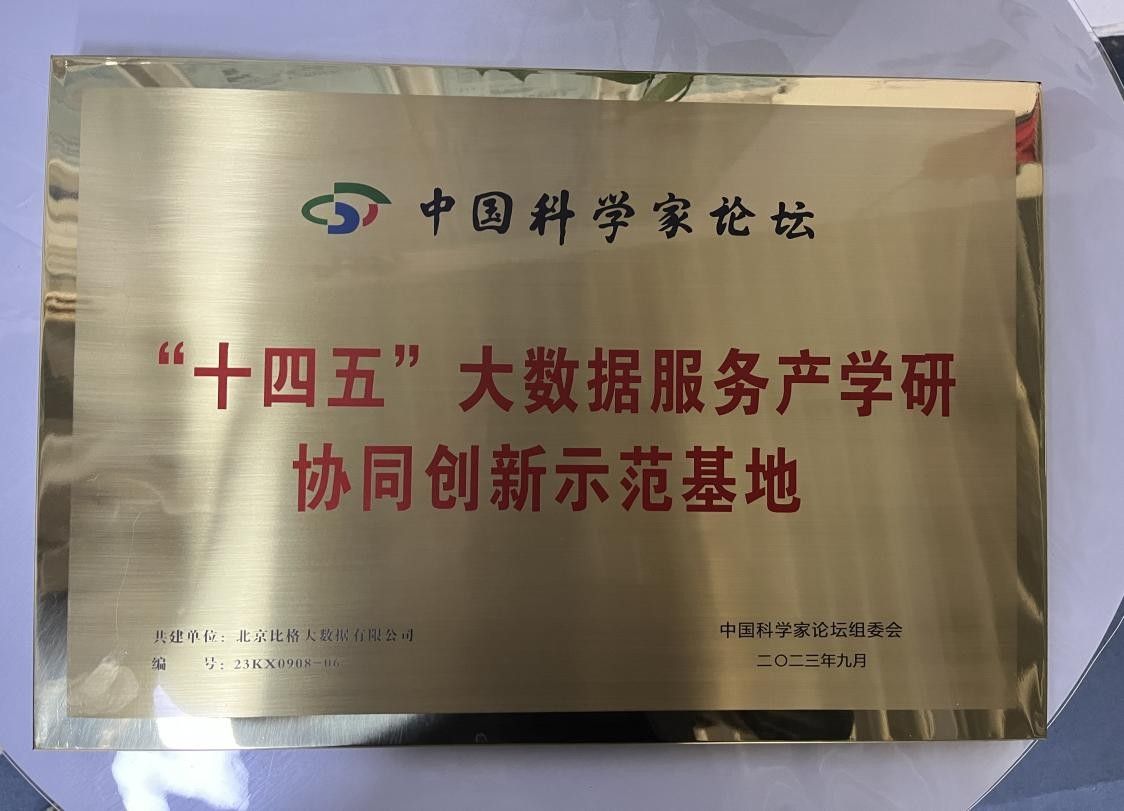 中国科学家论坛
“十四五”大数据服务产学研
协同创新示范基地
共建单位：北京比格大数据有限公司
编 号：23KX0908-06
中国科学家论坛组委会
二〇二三年九月